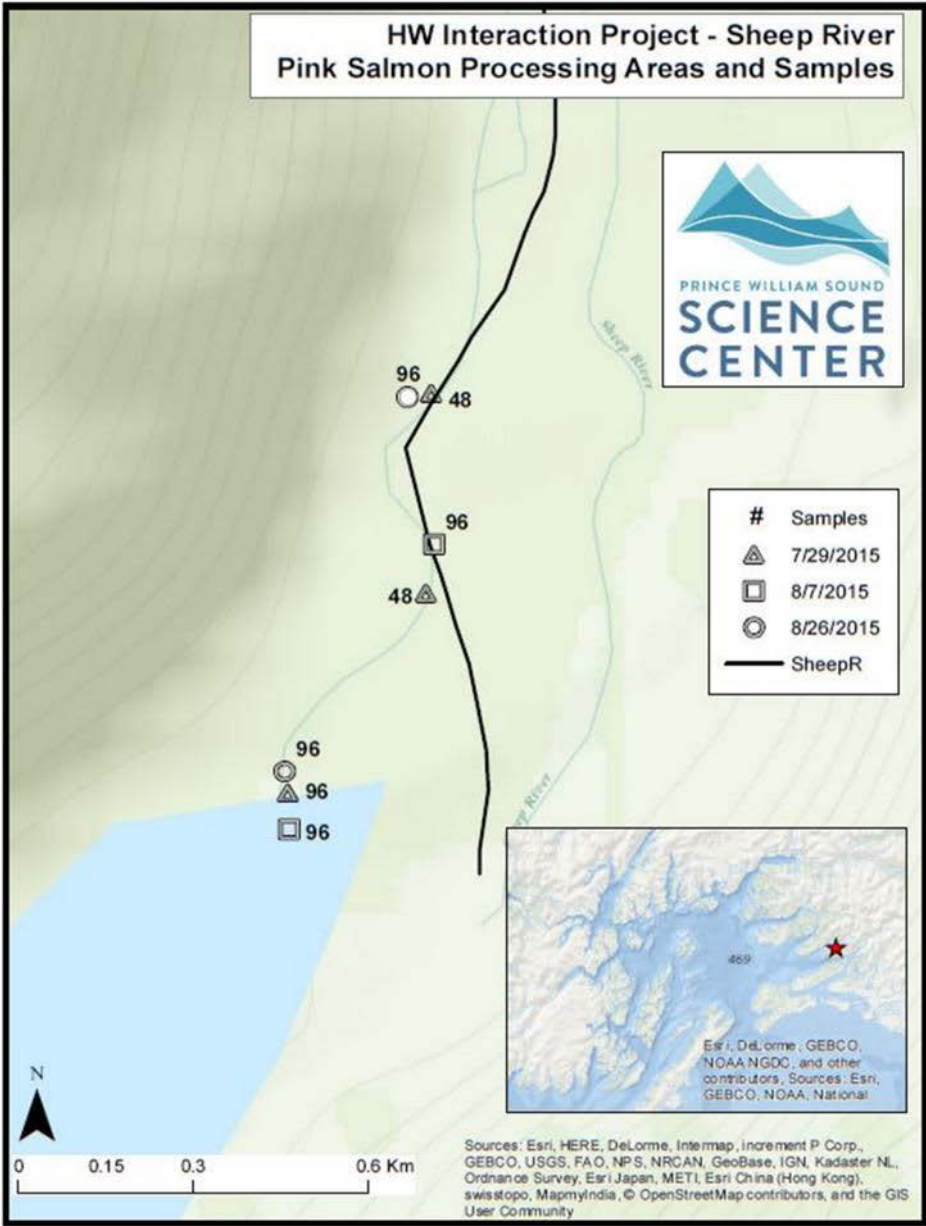 HW Interaction Project - Sheep River
Pink Salmon Processing Areas and Samples
PRINCE WILLIAM SOUND
SCIENCE
CENTER
Sheep River
96
48
96
48
# Samples
7/29/2015
8/7/2015
8/26/2015
SheepR
96
96
96
ep River
469
Esri, DeLorme, GEBCO,
NOAA NGDC, and other
contributors, Sources: Esri,
GEBCO, NOAA, National
N
0 0.15 0.3 0.6 Km
Sources: Esri, HERE, DeLorme, Intermap, increment P Corp.,
GEBCO, USGS, FAO, NPS, NRCAN, GeoBase, IGN, Kadaster NL,
Ordnance Survey, Esri Japan, METI, Esri China (Hong Kong),
swisstopo, MapmyIndia, © OpenStreetMap contributors, and the GIS
User Community